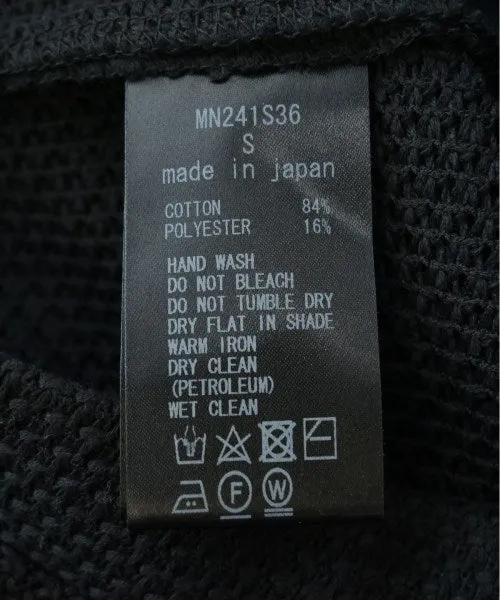 MN241S36
S
made in japan
COTTON 84%
POLYESTER 16%
HAND WASH
DO NOT BLEACH
DO NOT TUMBLE DRY
DRY FLAT IN SHADE
WARM IRON
DRY CLEAN
(PETROLEUM)
WET CLEAN
F W